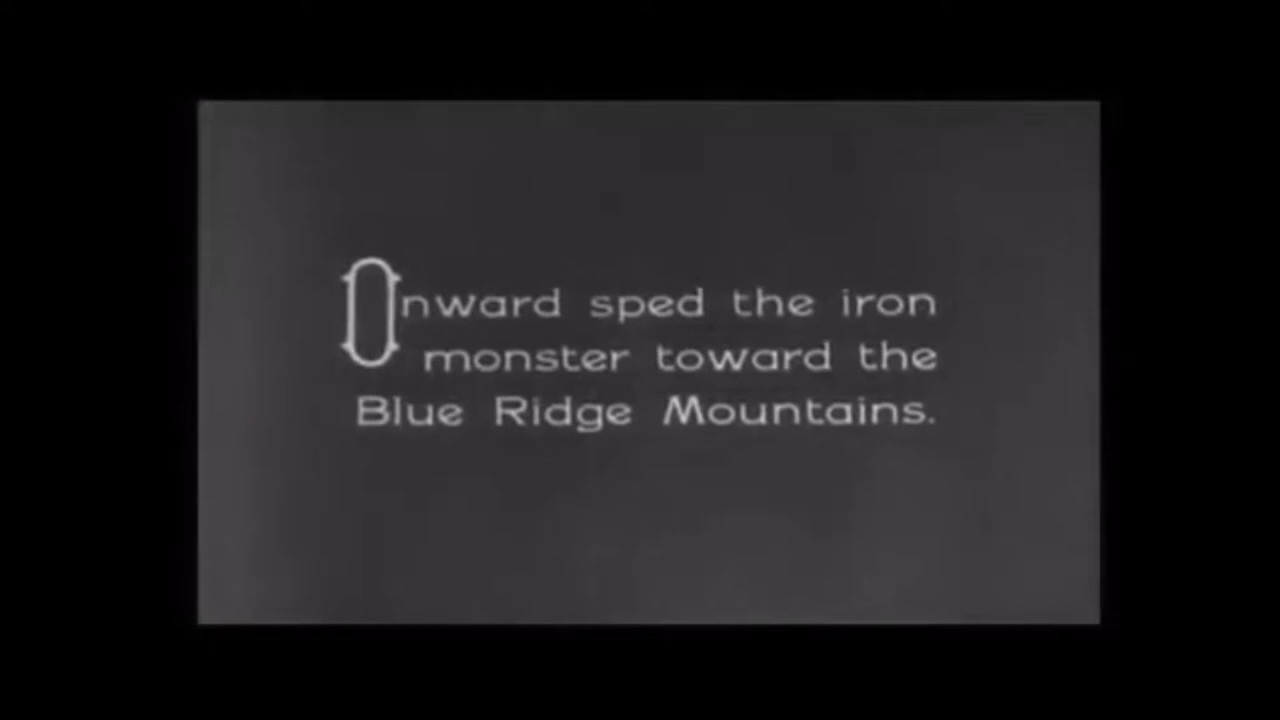 Onward sped the iron
monster toward the
Blue Ridge Mountains.